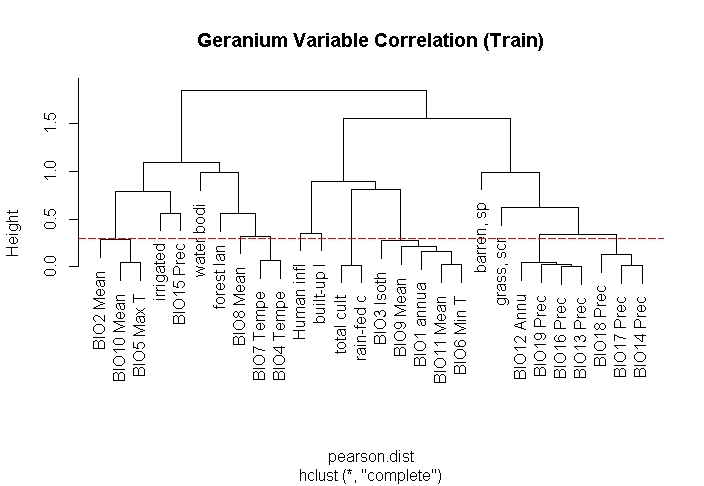 Geranium Variable Correlation (Train)
Height
0.0
0.5
1.0
1.5
BIO2 Mean
BIO10 Mean
BIO5 Max T
irrigated
BIO15 Prec
water bodi
forest lan
BIO8 Mean
BIO7 Tempe
BIO4 Tempe
Human infl
built-up l
total cult
rain-fed c
BIO3 Isoth
BIO9 Mean
BIO1 annua
BIO11 Mean
BIO6 Min T
barren, sp
grass, scr
BIO12 Annu
BIO19 Prec
BIO16 Prec
BIO13 Prec
BIO18 Prec
BIO17 Prec
BIO14 Prec
pearson.dist
hclust (*, "complete")